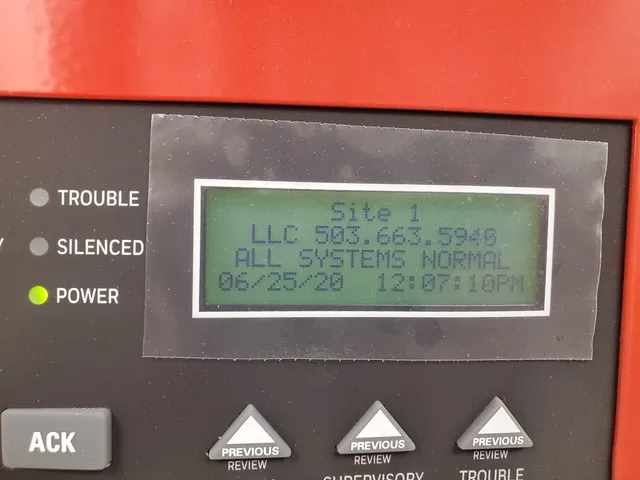 TROUBLE
SILENCED
POWER
Site 1
LLC 503.663.5940
ALL SYSTEMS NORMAL
06/25/20 12:07:10PM
ACK
PREVIOUS
REVIEW
PREVIOUS
REVIEW
SUPERVISORY
PREVIOUS
REVIEW
TROUBLE